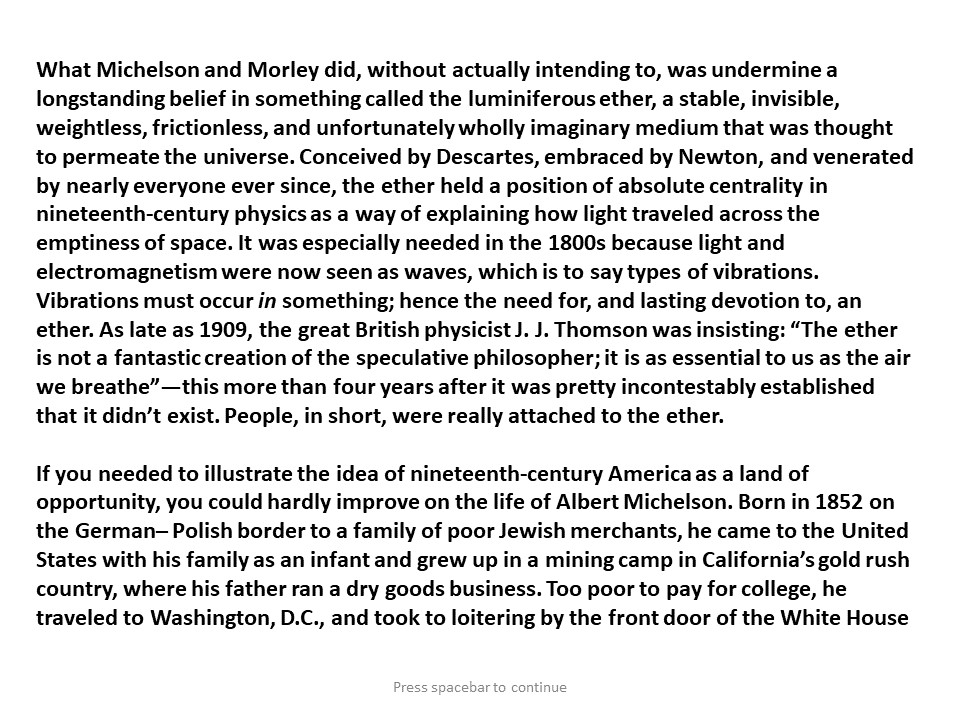 What Michelson and Morley did, without actually intending to, was undermine a
longstanding belief in something called the luminiferous ether, a stable, invisible,
weightless, frictionless, and unfortunately wholly imaginary medium that was thought
to permeate the universe. Conceived by Descartes, embraced by Newton, and venerated
by nearly everyone ever since, the ether held a position of absolute centrality in
nineteenth-century physics as a way of explaining how light traveled across the
emptiness of space. It was especially needed in the 1800s because light and
electromagnetism were now seen as waves, which is to say types of vibrations.
Vibrations must occur in something; hence the need for, and lasting devotion to, an
ether. As late as 1909, the great British physicist J. J. Thomson was insisting: “The ether
is not a fantastic creation of the speculative philosopher; it is as essential to us as the air
we breathe”—this more than four years after it was pretty incontestably established
that it didn’t exist. People, in short, were really attached to the ether.
If you needed to illustrate the idea of nineteenth-century America as a land of
opportunity, you could hardly improve on the life of Albert Michelson. Born in 1852 on
the German– Polish border to a family of poor Jewish merchants, he came to the United
States with his family as an infant and grew up in a mining camp in California’s gold rush
country, where his father ran a dry goods business. Too poor to pay for college, he
traveled to Washington, D.C., and took to loitering by the front door of the White House
Press spacebar to continue